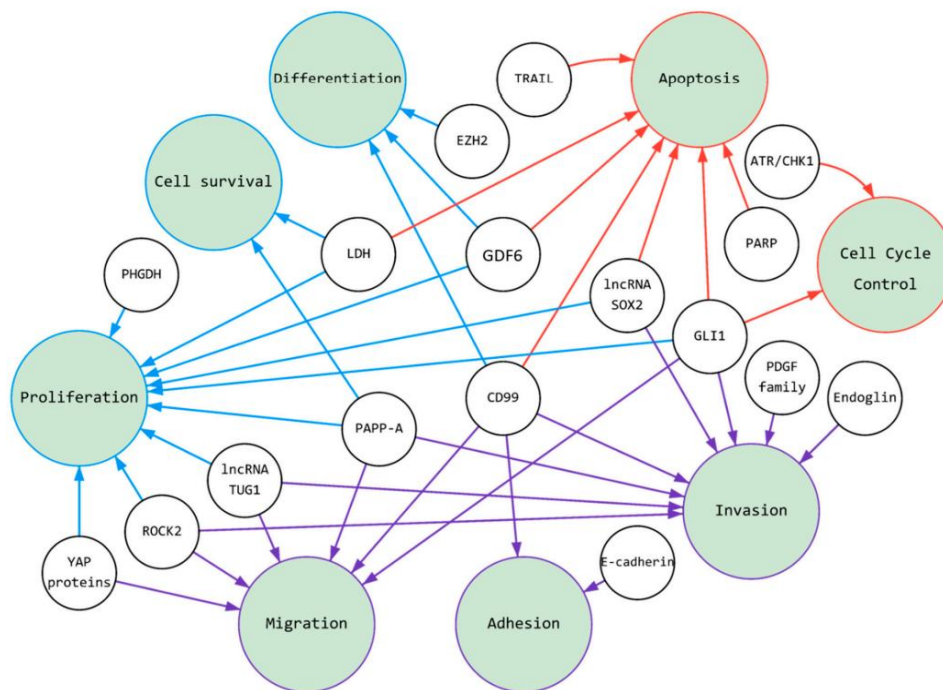 Differentiation
TRAIL
Apoptosis
EZH2
ATR/CHK1
Cell survival
LDH
GDF6
PARP
Cell Cycle
Control
PHGDH
lncRNA
SOX2
GLI1
PDGF
family
Endoglin
Proliferation
PAPP-A
CD99
lncRNA
TUG1
ROCK2
Invasion
YAP
proteins
E-cadherin
Migration
Adhesion